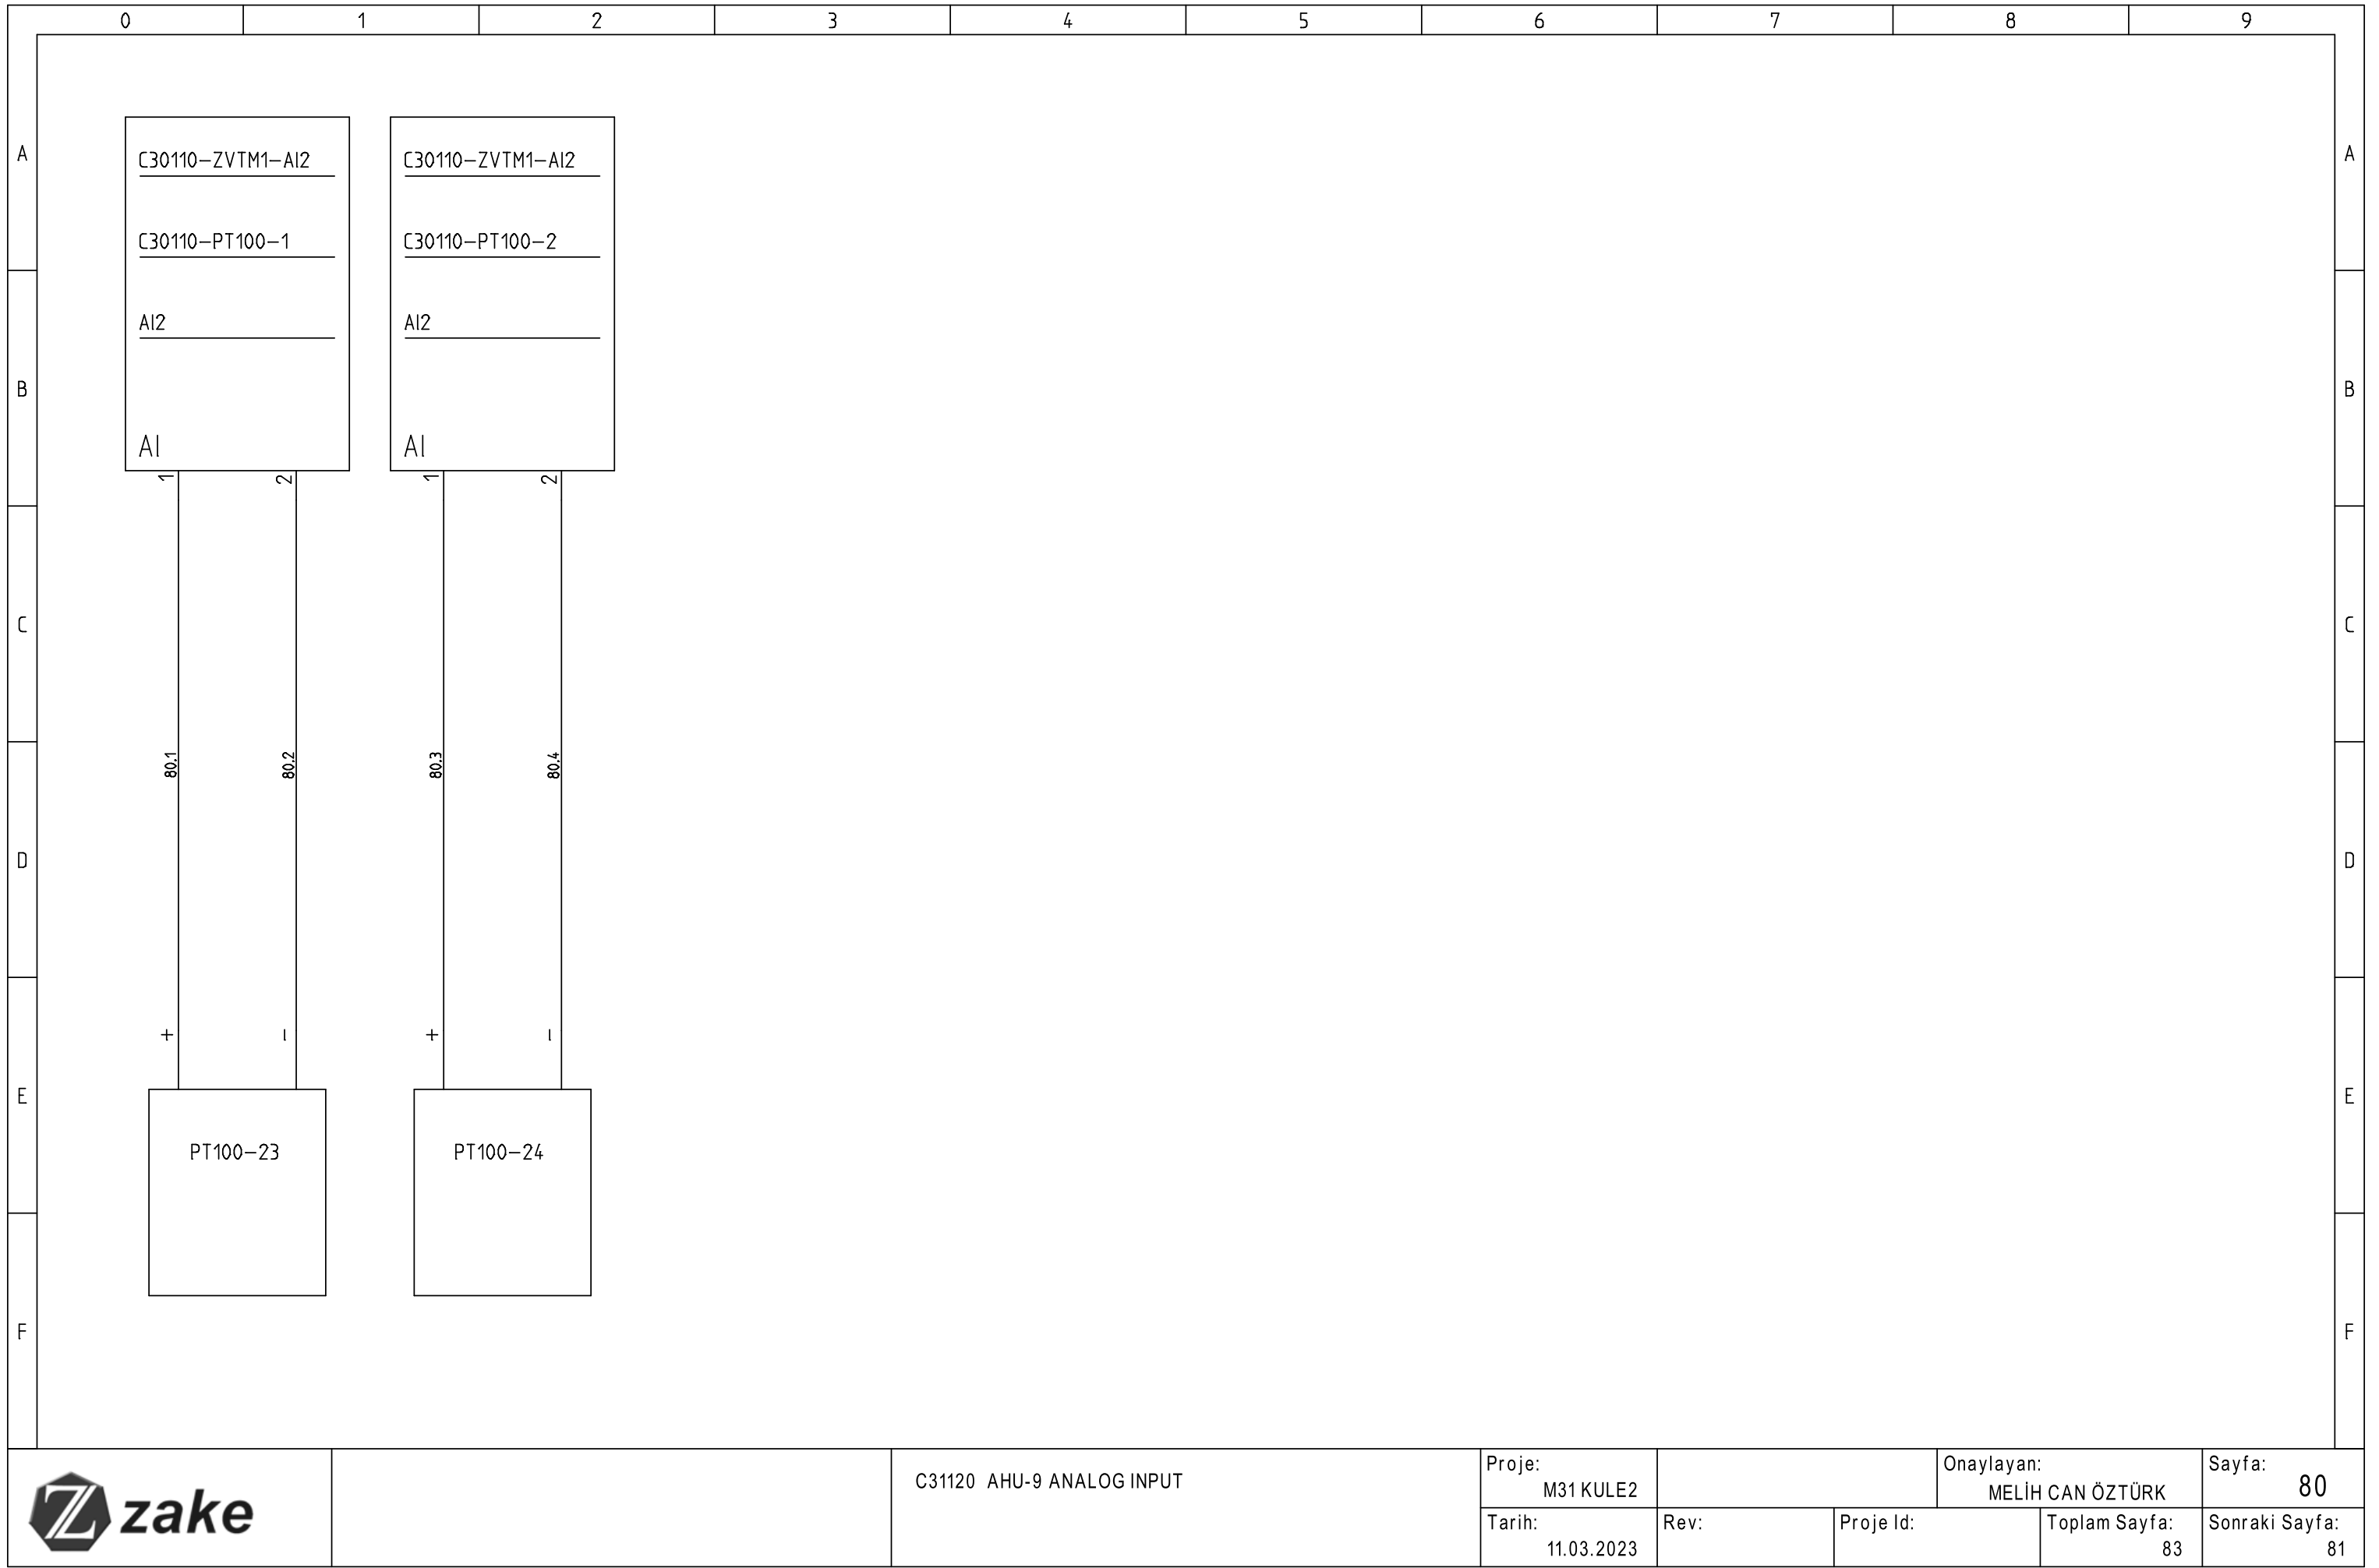 0 1 2 3 4 5 6 7 8 9
A A
C30110-ZVTM1-AI2 C30110-ZVTM1-AI2
C30110-PT100-1 C30110-PT100-2
AI2 AI2
B B
AI AI
1 2 1 2
C C
80.1 80.2 80.3 80.4
D D
+ - + -
E E
PT100-23 PT100-24
F F
zake
C31120 AHU-9 ANALOG INPUT
Proje:
M31 KULE2
Onaylayan:
MELİH CAN ÖZTÜRK
Sayfa:
80
Tarih:
11.03.2023
Rev:
Proje Id:
Toplam Sayfa:
83
Sonraki Sayfa:
81